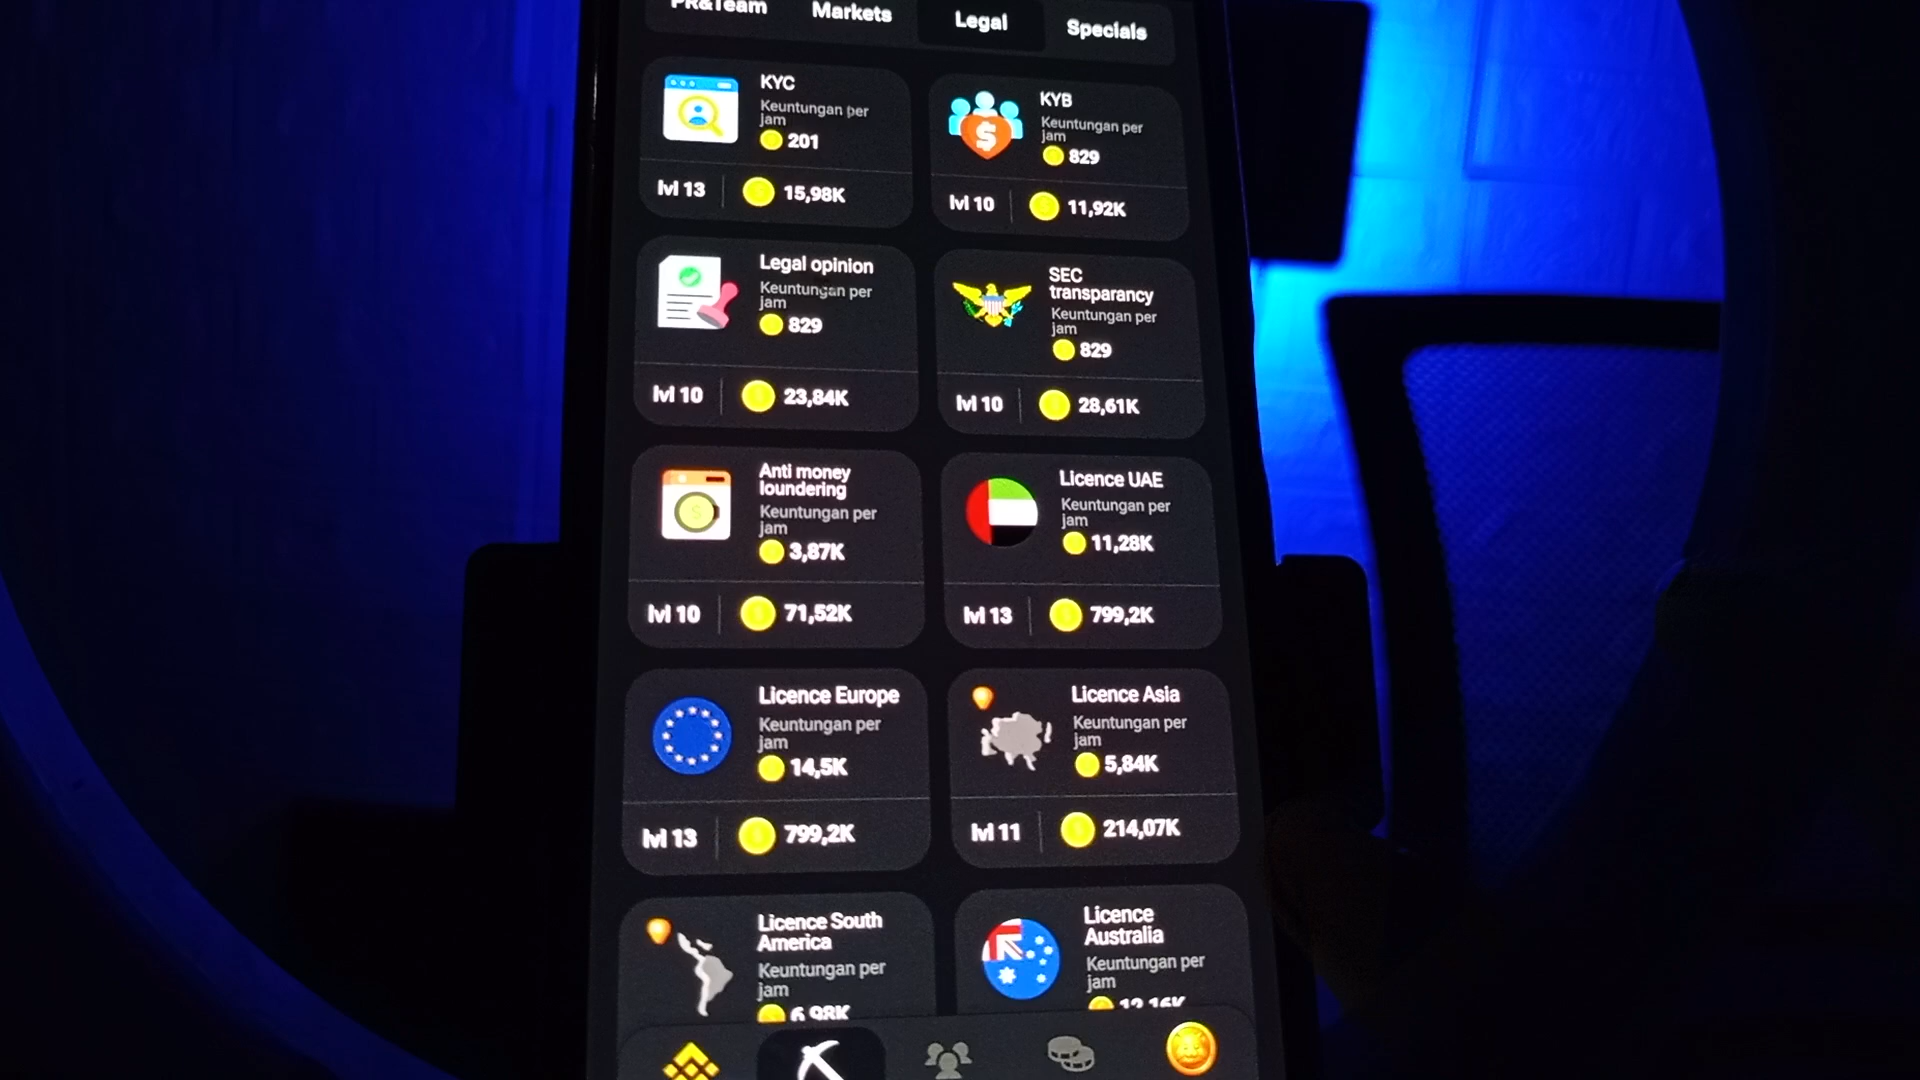 PR&Team Markets Legal Specials
KYC
Keuntungan per
jam
201
lvl 13 15,98K
KYB
Keuntungan per
jam
829
lvl 10 11,92K
Legal opinion
Keuntungan per
jam
829
lvl 10 23,84K
SEC
transparancy
Keuntungan per
jam
829
lvl 10 28,61K
Anti money
loundering
Keuntungan per
jam
3,87K
lvl 10 71,52K
Licence UAE
Keuntungan per
jam
11,28K
lvl 13 799,2K
Licence Europe
Keuntungan per
jam
14,5K
lvl 13 799,2K
Licence Asia
Keuntungan per
jam
5,84K
lvl 11 214,07K
Licence South
America
Keuntungan per
jam
6,98K
Licence
Australia
Keuntungan per
jam
12,16K